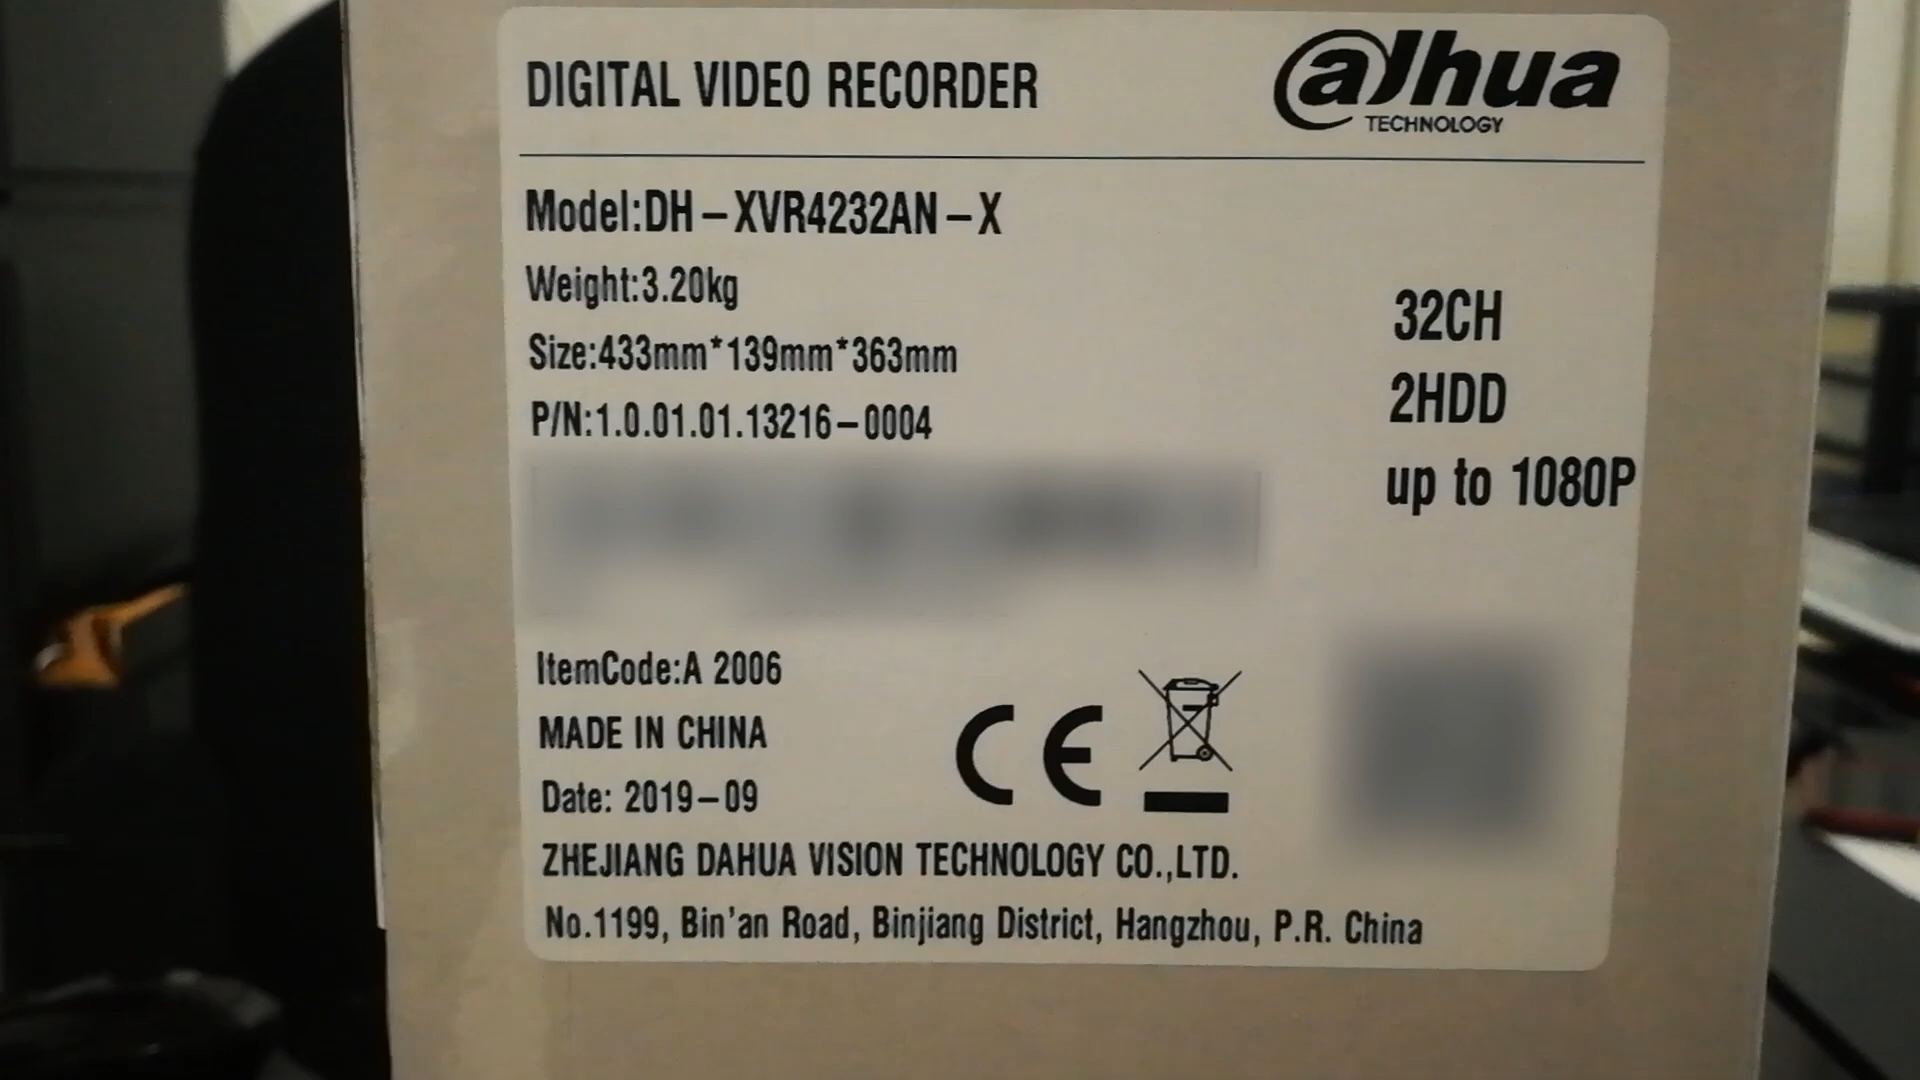 DIGITAL VIDEO RECORDER
alhua
TECHNOLOGY
Model:DH-XVR4232AN-X
Weight:3.20kg
Size:433mm*139mm*363mm
P/N:1.0.01.01.13216-0004
32CH
2HDD
up to 1080P
ItemCode:A 2006
MADE IN CHINA
Date: 2019-09
CE
ZHEJIANG DAHUA VISION TECHNOLOGY CO.,LTD.
No.1199, Bin'an Road, Binjiang District, Hangzhou, P.R. China